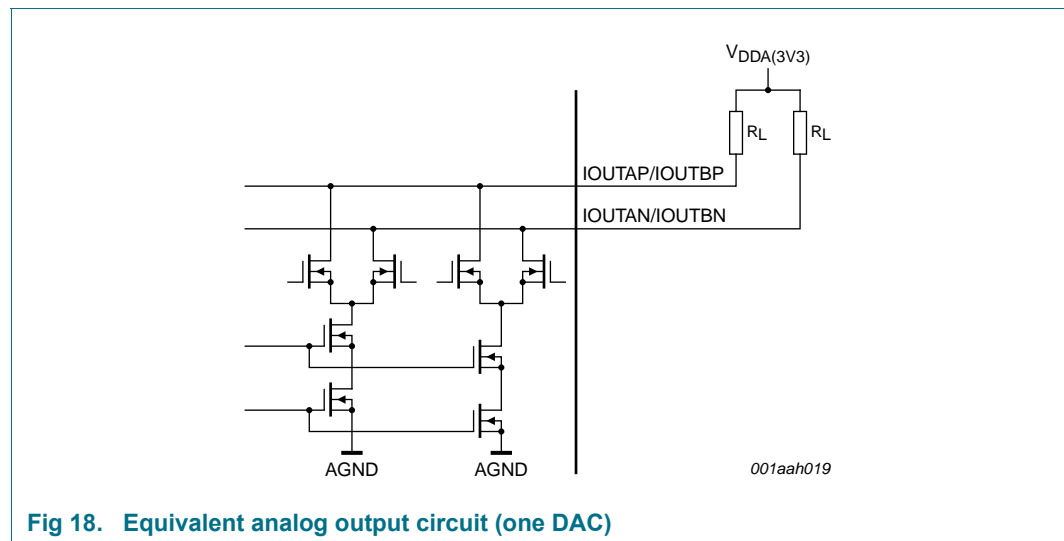 VDDA(3V3)
RL RL
IOUTAP/IOUTBP
IOUTAN/IOUTBN
AGND AGND
001aah019
Fig 18. Equivalent analog output circuit (one DAC)